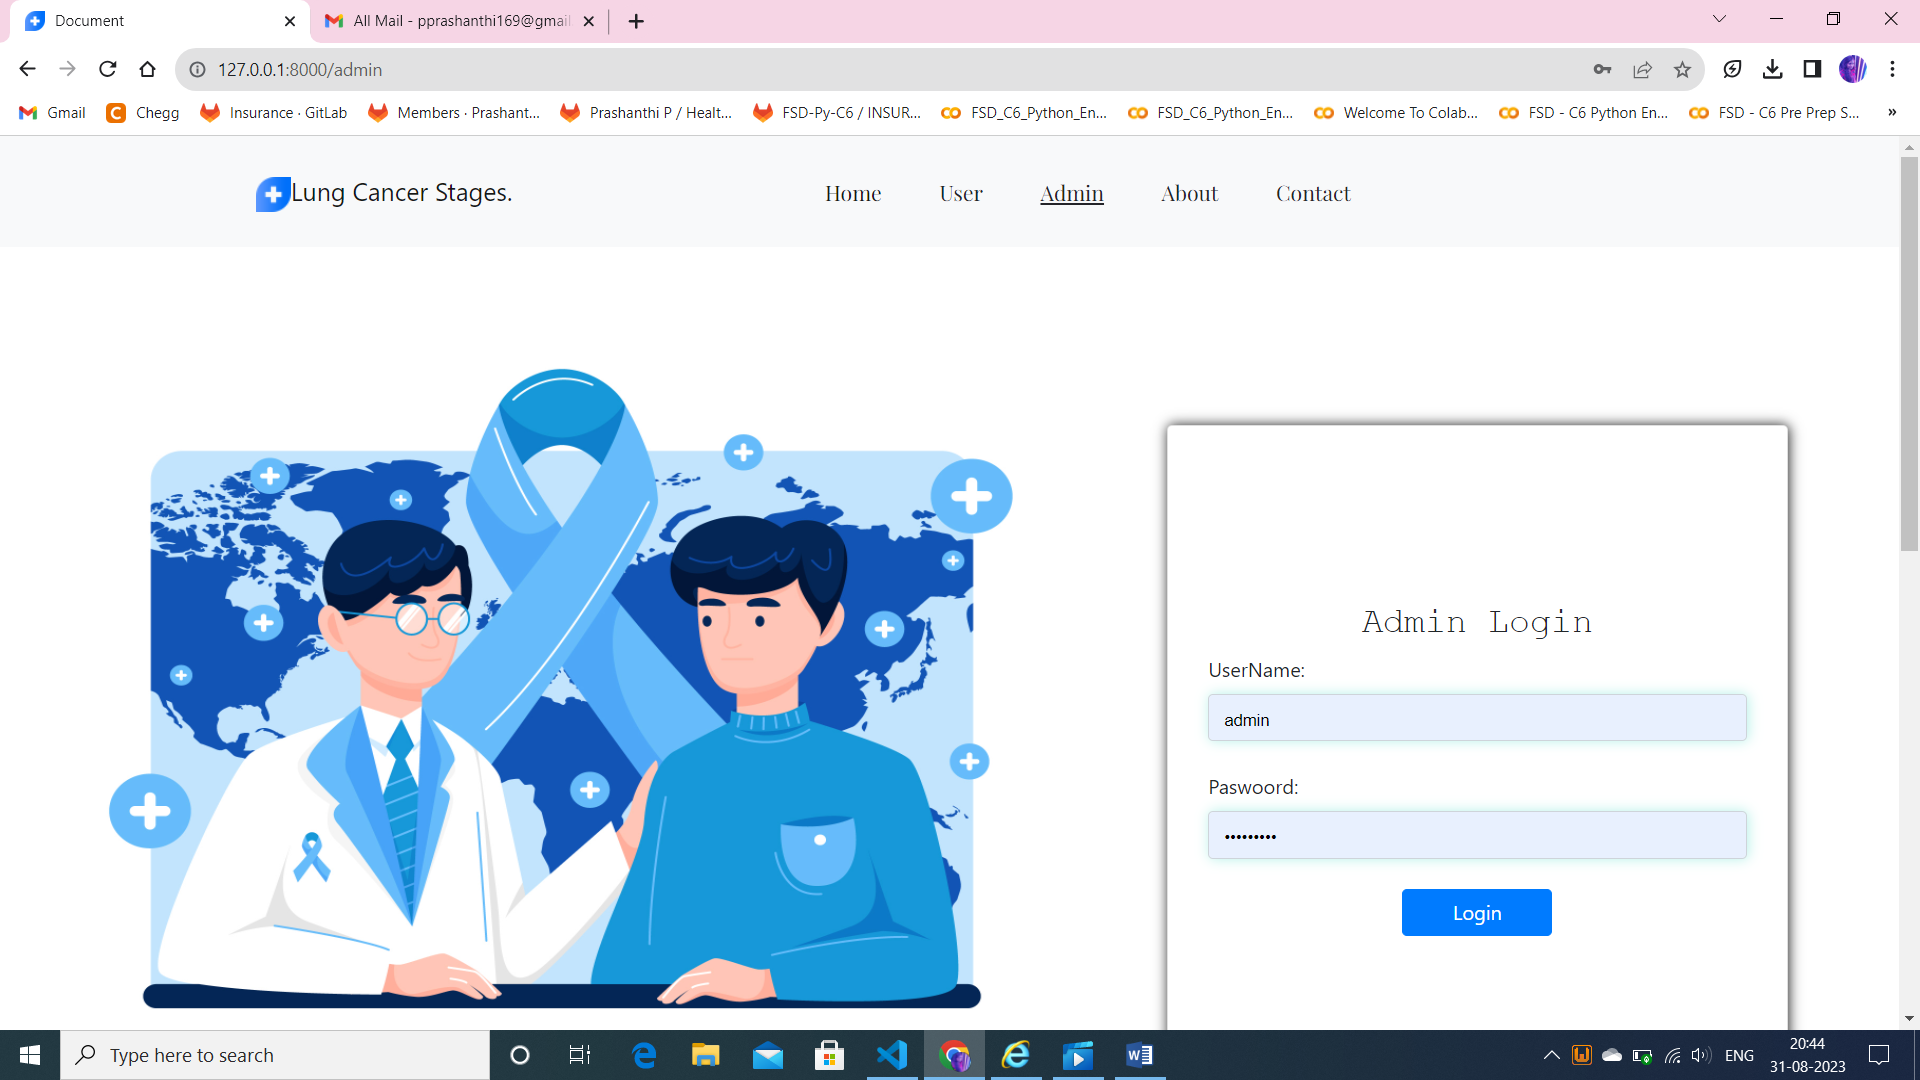 Document
All Mail - pprashanthi169@gmail.
127.0.0.1:8000/admin
Gmail
Chegg
Insurance · GitLab
Members · Prashant...
Prashanthi P / Healt...
FSD-Py-C6 / INSUR...
FSD_C6_Python_En...
FSD_C6_Python_En...
Welcome To Colab...
FSD - C6 Python En...
FSD - C6 Pre Prep S...
»
Lung Cancer Stages.
Home
User
Admin
About
Contact
Admin Login
UserName:
admin
Paswoord:
•••••••••
Login
Type here to search
ENG
20:44
31-08-2023